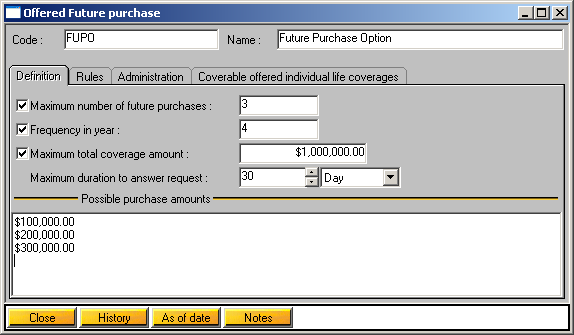 Offered Future purchase
Code : FUPO Name : Future Purchase Option
Definition Rules Administration Coverable offered individual life coverages
Maximum number of future purchases : 3
Frequency in year : 4
Maximum total coverage amount : $1,000,000.00
Maximum duration to answer request : 30 Day
Possible purchase amounts
$100,000.00
$200,000.00
$300,000.00
Close History As of date Notes